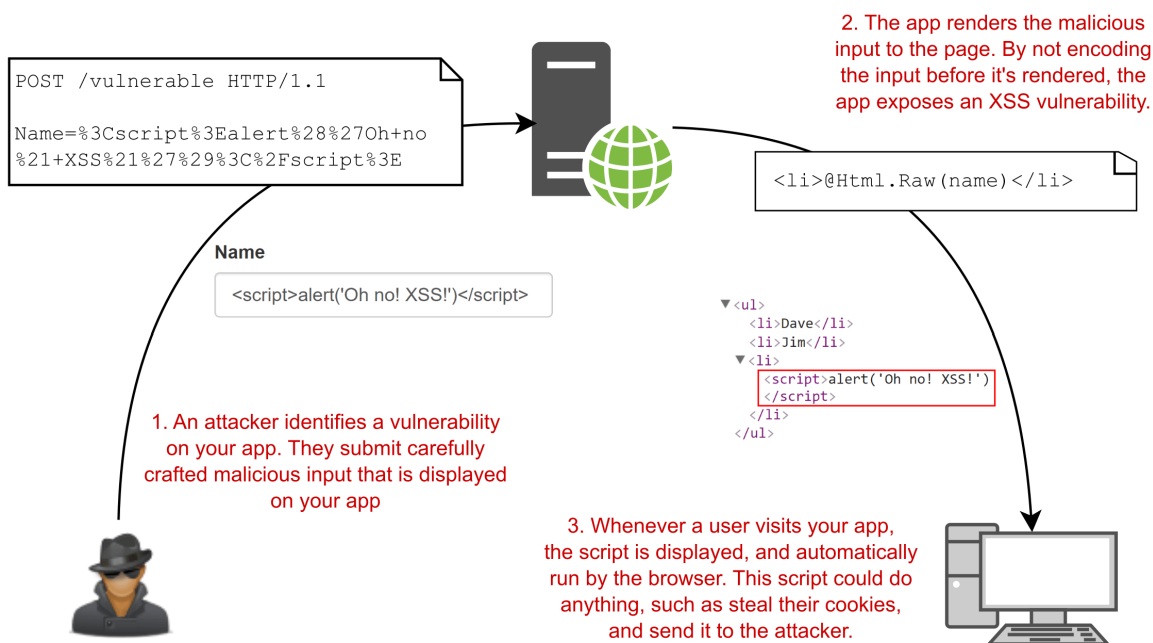 POST /vulnerable HTTP/1.1
Name=%3Cscript%3Ealert%28%27Oh+no
%21+XSS%21%27%29%3C%2Fscript%3E
Name
<script>alert('Oh no! XSS!')</script>
1. An attacker identifies a vulnerability
on your app. They submit carefully
crafted malicious input that is displayed
on your app
2. The app renders the malicious
input to the page. By not encoding
the input before it's rendered, the
app exposes an XSS vulnerability.
<li>@Html.Raw(name)</li>
<ul>
<li>Dave</li>
<li>Jim</li>
<li>
<script>alert('Oh no! XSS!')
</script>
</li>
</ul>
3. Whenever a user visits your app,
the script is displayed, and automatically
run by the browser. This script could do
anything, such as steal their cookies,
and send it to the attacker.